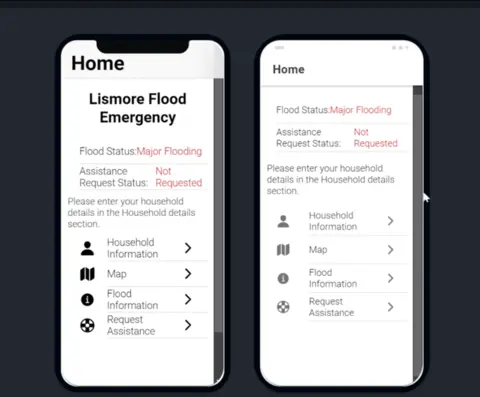 Home
Lismore Flood
Emergency
Flood Status:Major Flooding
Assistance
Request Status:
Not
Requested
Please enter your household
details in the Household details
section.
Household
Information
Map
Flood
Information
Request
Assistance
Home
Flood Status:Major Flooding
Assistance
Request Status:
Not
Requested
Please enter your household
details in the Household details
section.
Household
Information
Map
Flood
Information
Request
Assistance